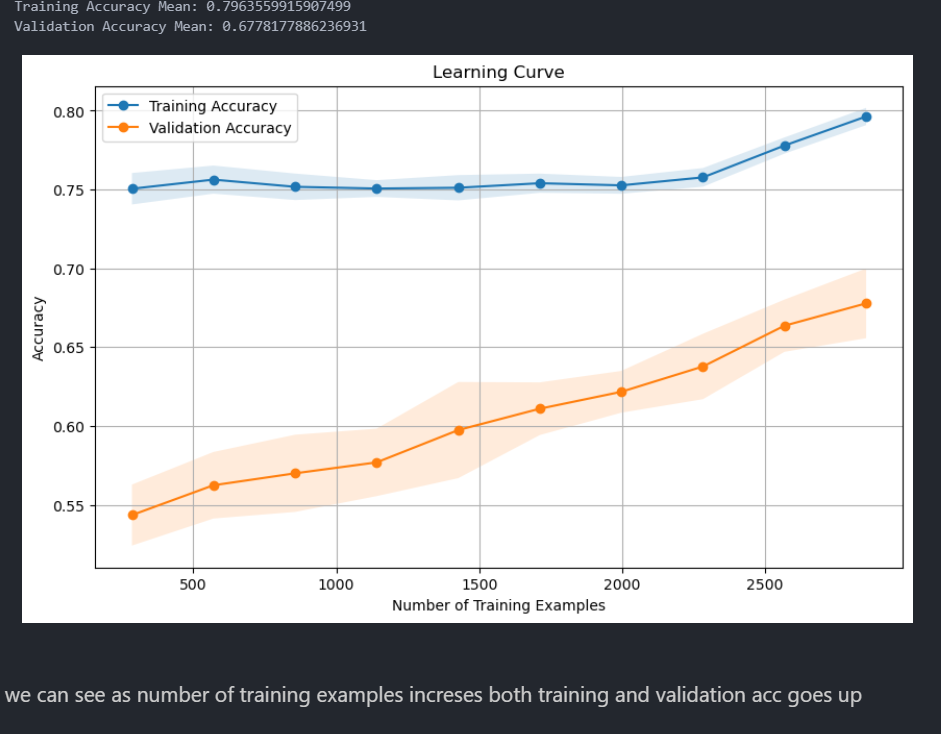 Training Accuracy Mean: 0.7963559915907499
Validation Accuracy Mean: 0.6778177886236931
Learning Curve
Training Accuracy
Validation Accuracy
0.80
0.75
0.70
0.65
0.60
0.55
Accuracy
500 1000 1500 2000 2500
Number of Training Examples
we can see as number of training examples increses both training and validation acc goes up